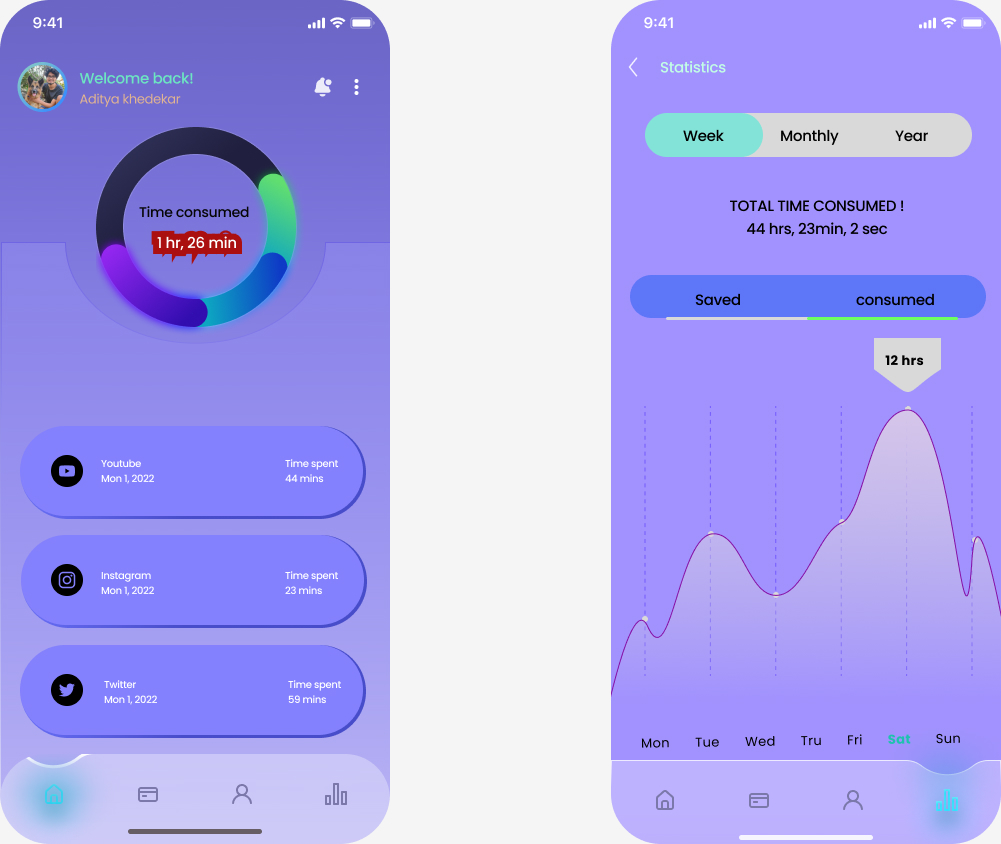 9:41
Welcome back!
Aditya khedekar
Time consumed
1 hr, 26 min
Youtube
Mon 1, 2022
Time spent
44 mins
Instagram
Mon 1, 2022
Time spent
23 mins
Twitter
Mon 1, 2022
Time spent
59 mins
9:41
Statistics
Week Monthly Year
TOTAL TIME CONSUMED !
44 hrs, 23min, 2 sec
Saved consumed
12 hrs
Mon Tue Wed Tru Fri Sat Sun